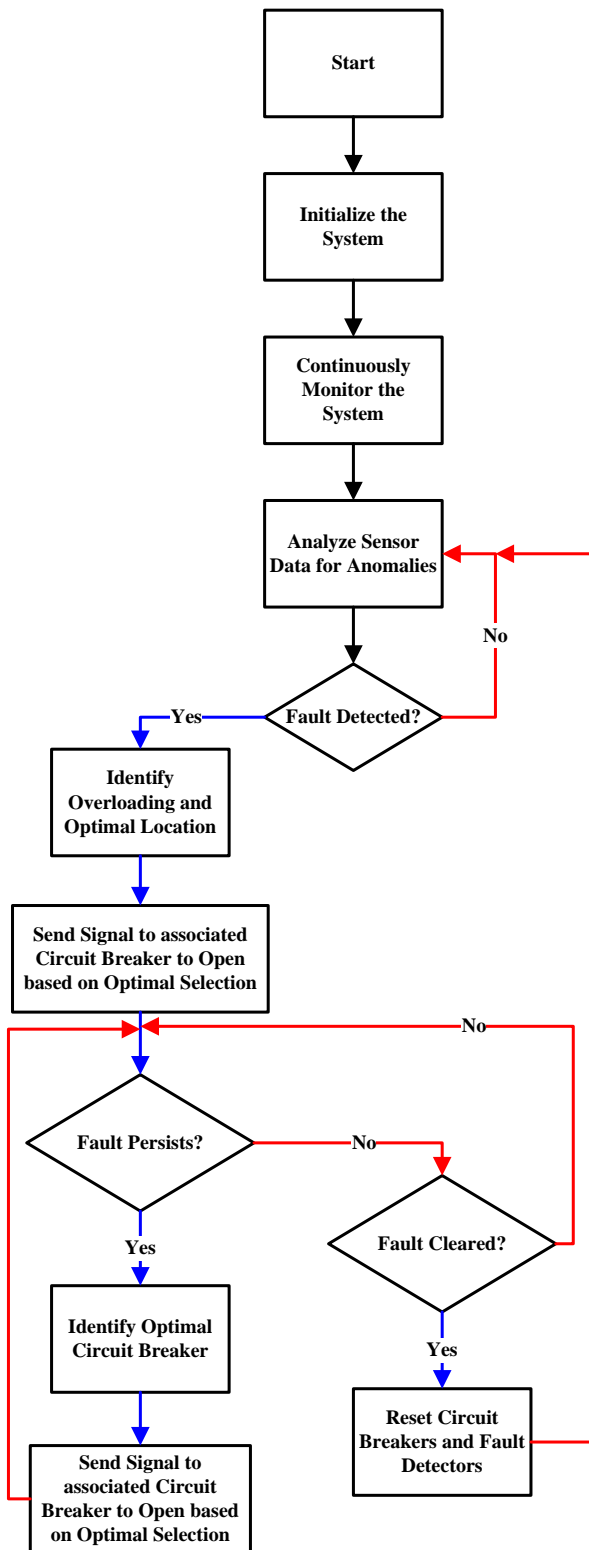 Start
Initialize the
System
Continuously
Monitor the
System
Analyze Sensor
Data for Anomalies
No
Fault Detected?
Yes
Identify
Overloading and
Optimal Location
Send Signal to associated
Circuit Breaker to Open
based on Optimal Selection
No
Fault Persists?
No
Fault Cleared?
Yes
Identify Optimal
Circuit Breaker
Yes
Reset Circuit
Breakers and Fault
Detectors
Send Signal to
associated Circuit
Breaker to Open based
on Optimal Selection